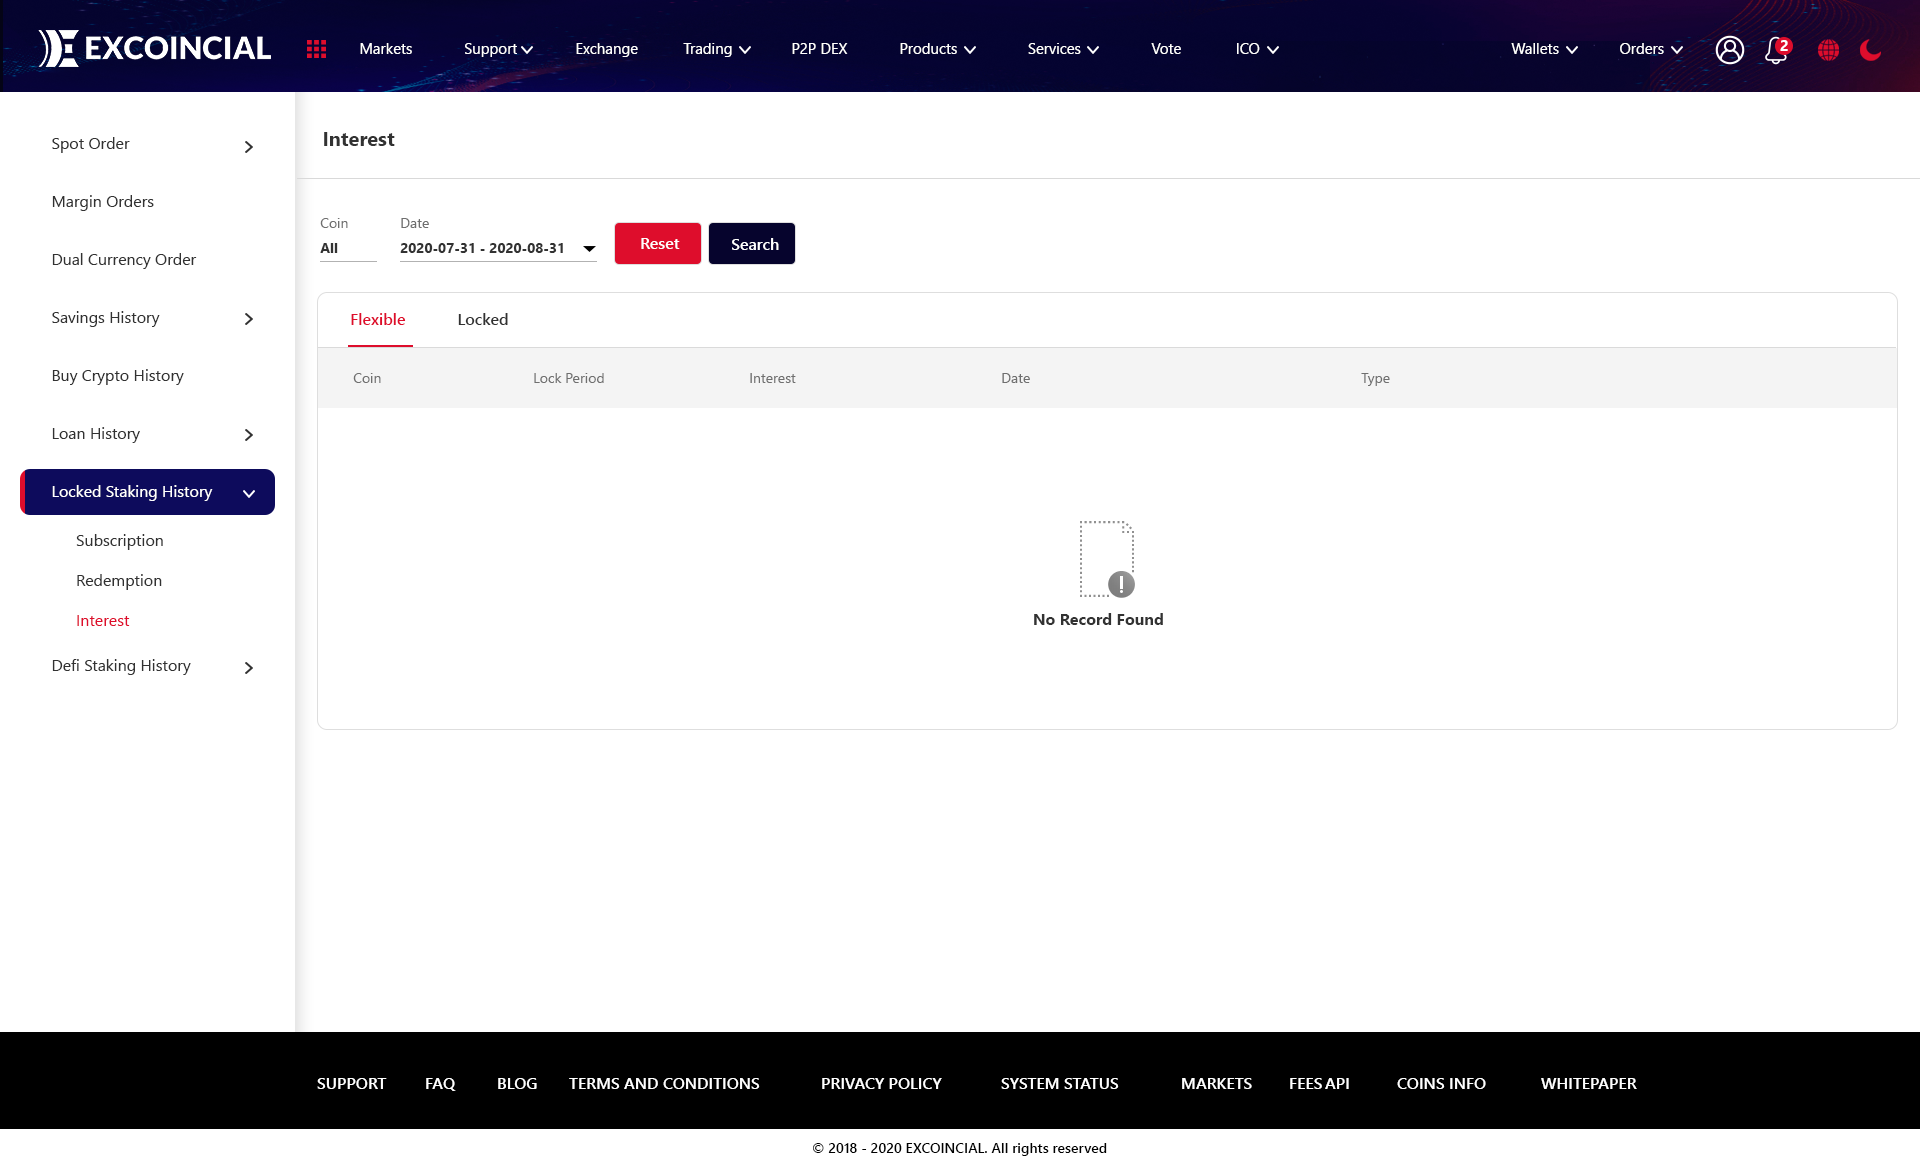 EXCOINCIAL Markets Support Exchange Trading P2P DEX Products Services Vote ICO Wallets Orders 2
Spot Order
Margin Orders
Dual Currency Order
Savings History
Buy Crypto History
Loan History
Locked Staking History
Subscription
Redemption
Interest
Defi Staking History
Interest
Coin Date
All 2020-07-31 - 2020-08-31 Reset Search
Flexible Locked
Coin Lock Period Interest Date Type
No Record Found
SUPPORT FAQ BLOG TERMS AND CONDITIONS PRIVACY POLICY SYSTEM STATUS MARKETS FEES API COINS INFO WHITEPAPER
© 2018 - 2020 EXCOINCIAL. All rights reserved